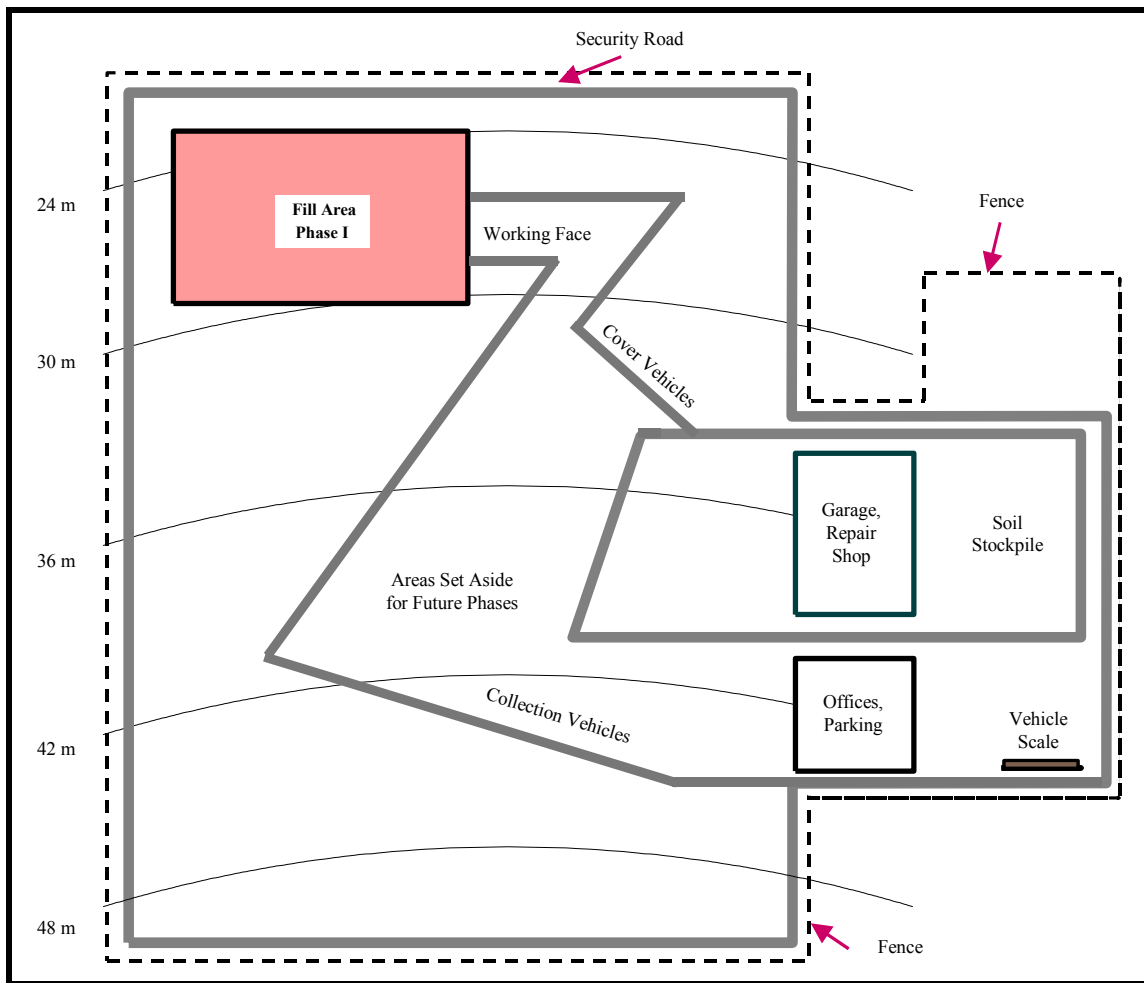 Security Road
Fence
24 m
Fill Area
Phase I
Working Face
30 m
Cover Vehicles
36 m
Garage,
Repair
Shop
Soil
Stockpile
Areas Set Aside
for Future Phases
42 m
Collection Vehicles
Offices,
Parking
Vehicle
Scale
48 m
Fence